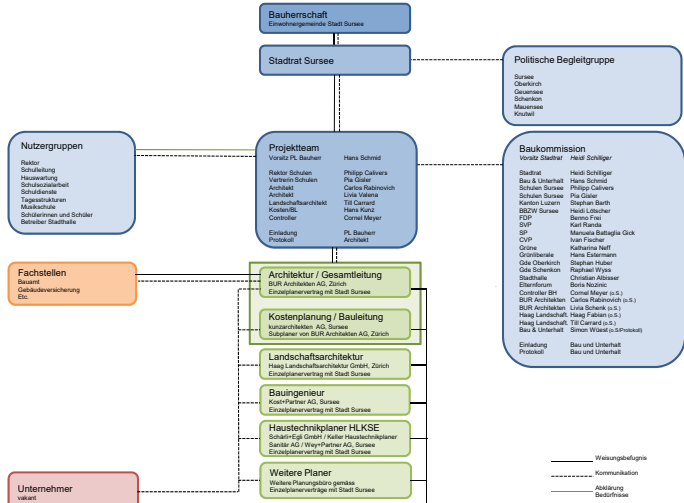 Bauherrschaft
Einwohnergemeinde Stadt Sursee
Stadtrat Sursee
Politische Begleitgruppe
Sursee
Oberkirch
Geuensee
Schenkon
Mauensee
Knutwil
Nutzergruppen
Rektor
Schulleitung
Hauswartung
Schulsozialarbeit
Schuldienste
Tagesstrukturen
Musikschule
Schülerinnen und Schüler
Betreiber Stadthalle
Projektteam
Vorsitz PL Bauherr Hans Schmid
Rektor Schulen Philipp Calivers
Vertreterin Schulen Pia Gisler
Architekt Carlos Rabinovich
Architekt Livia Valena
Landschaftsarchitekt Till Carrard
Kosten/BL Hans Kunz
Controller Cornel Meyer
Einladung PL Bauherr
Protokoll Architekt
Baukommission
Vorsitz Stadtrat Heidi Schilliger
Stadtrat Heidi Schilliger
Bau & Unterhalt Hans Schmid
Schulen Sursee Philipp Calivers
Schulen Sursee Pia Gisler
Kanton Luzern Stephan Barth
BBZW Sursee Heidi Lötscher
FDP Benno Frei
SVP Karl Randa
SP Manuela Battaglia Gick
CVP Ivan Fischer
Grüne Katharina Neff
Grünliberale Hans Estermann
Gde Oberkirch Stephan Huber
Gde Schenkon Raphael Wyss
Stadthalle Christian Albisser
Elternforum Boris Nozinic
Controller BH Cornel Meyer (o.S.)
BUR Architekten Carlos Rabinovich (o.S.)
BUR Architekten Livia Schenk (o.S.)
Haag Landschaft. Haag Fabian (o.S.)
Haag Landschaft. Till Carrard (o.S.)
Bau & Unterhalt Simon Wüest (o.S/Protokoll)
Einladung Bau und Unterhalt
Protokoll Bau und Unterhalt
Fachstellen
Bauamt
Gebäudeversicherung
Etc.
Architektur / Gesamtleitung
BUR Architekten AG, Zürich
Einzelplanervertrag mit Stadt Sursee
Kostenplanung / Bauleitung
kunzarchitekten AG, Sursee
Subplaner von BUR Architekten AG, Zürich
Landschaftsarchitektur
Haag Landschaftsarchitektur GmbH, Zürich
Einzelplanervertrag mit Stadt Sursee
Bauingenieur
Kost+Partner AG, Sursee
Einzelplanervertrag mit Stadt Sursee
Haustechnikplaner HLKSE
Schärli+Egli GmbH / Keller Haustechnikplaner
Sanitär AG / Wey+Partner AG, Sursee
Einzelplanervertrag mit Stadt Sursee
Weitere Planer
Weitere Planungsbüro gemäss
Einzelplanerverträge mit Stadt Sursee
Unternehmer
vakant
Weisungsbefugnis
Kommunikation
Abklärung
Bedürfnisse